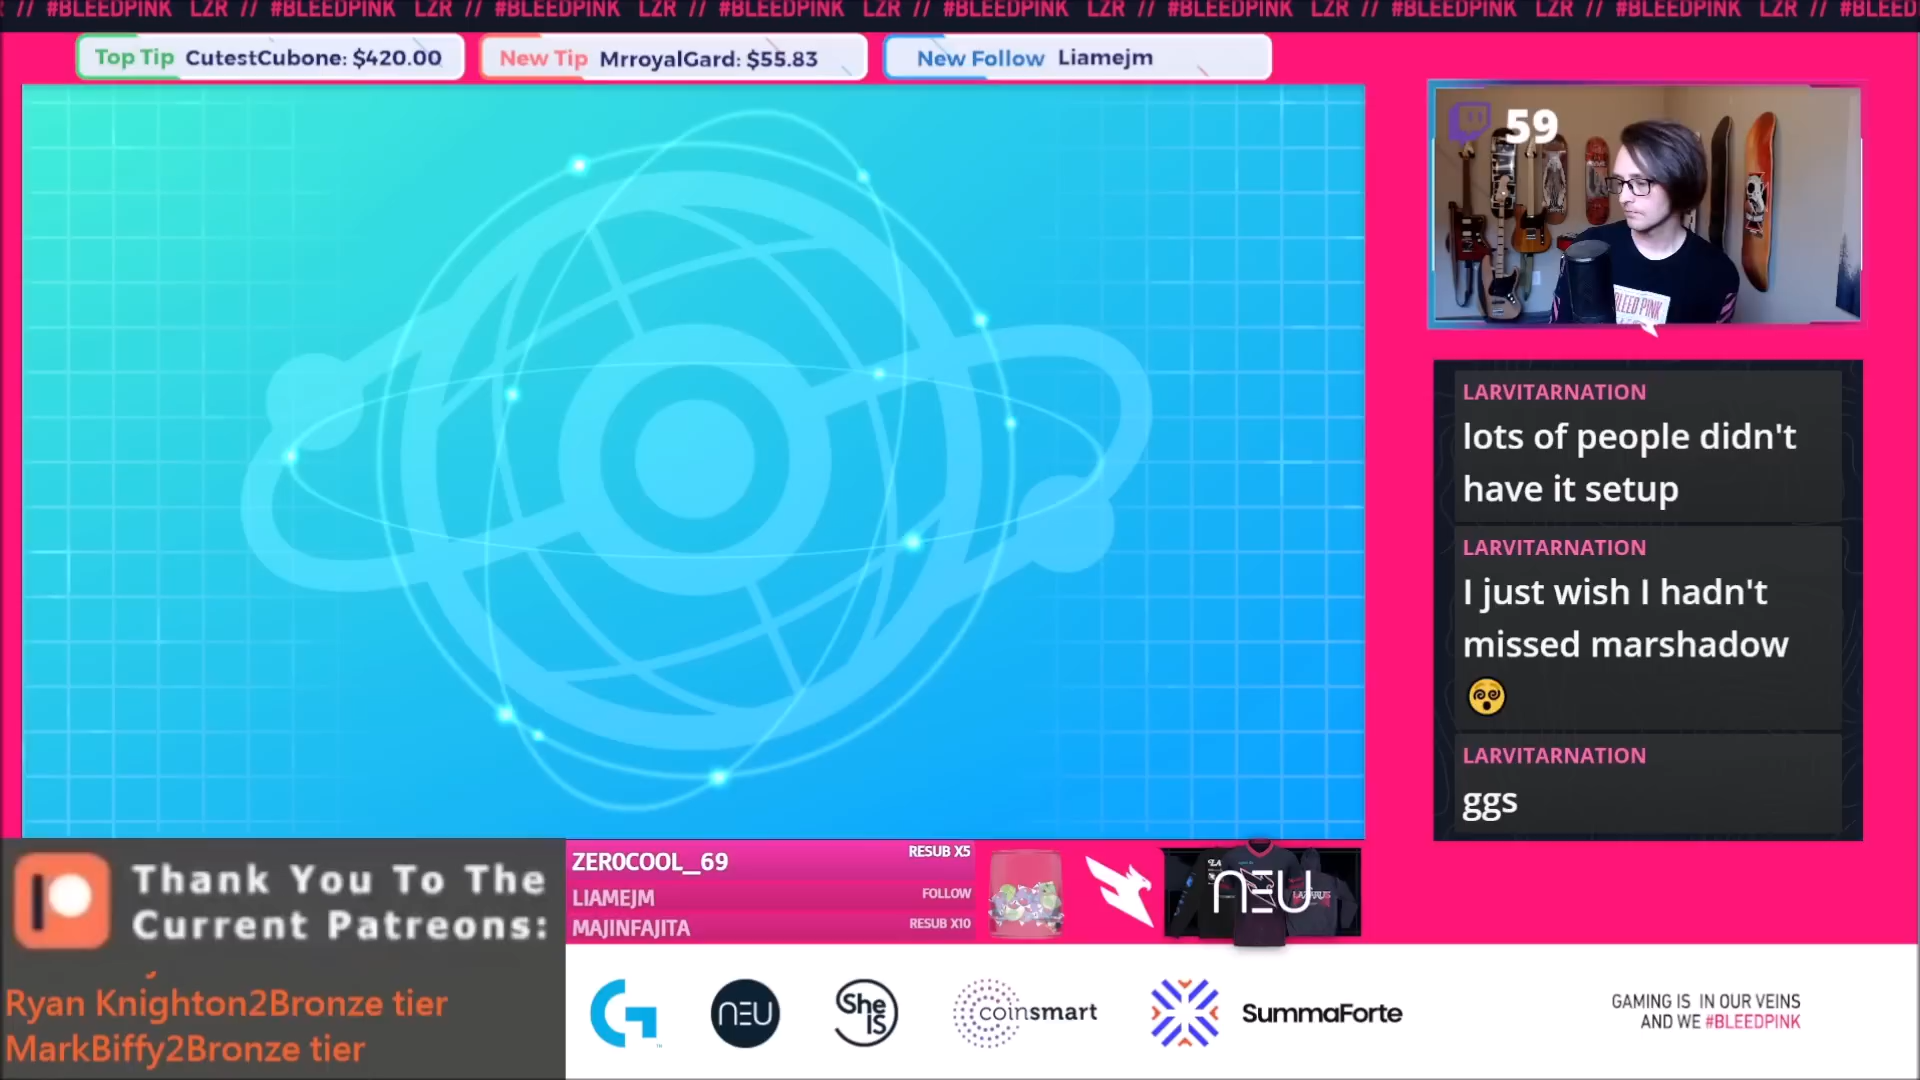 // #BLEEDPINK LZR // #BLEEDPINK LZR // #BLEEDPINK LZR // #BLEEDPINK LZR // #BLEEDPINK LZR // #BLEEDPINK LZR // #BLEEDPINK LZR // #BLEEDPINK LZR // #BLEED
Top Tip CutestCubone: $420.00
New Tip MrroyalGard: $55.83
New Follow Liamejm
59
BLEED PINK
LARVITARNATION
lots of people didn't
have it setup
LARVITARNATION
I just wish I hadn't
missed marshadow
LARVITARNATION
ggs
Thank You To The
Current Patreons:
Ryan Knighton2Bronze tier
MarkBiffy2Bronze tier
ZER0COOL_69 RESUB X5
LIAMEJM FOLLOW
MAJINFAJITA RESUB X10
NEU
LAZARUS
G
NEU
She
IS
coinsmart
SummaForte
GAMING IS IN OUR VEINS
AND WE #BLEEDPINK